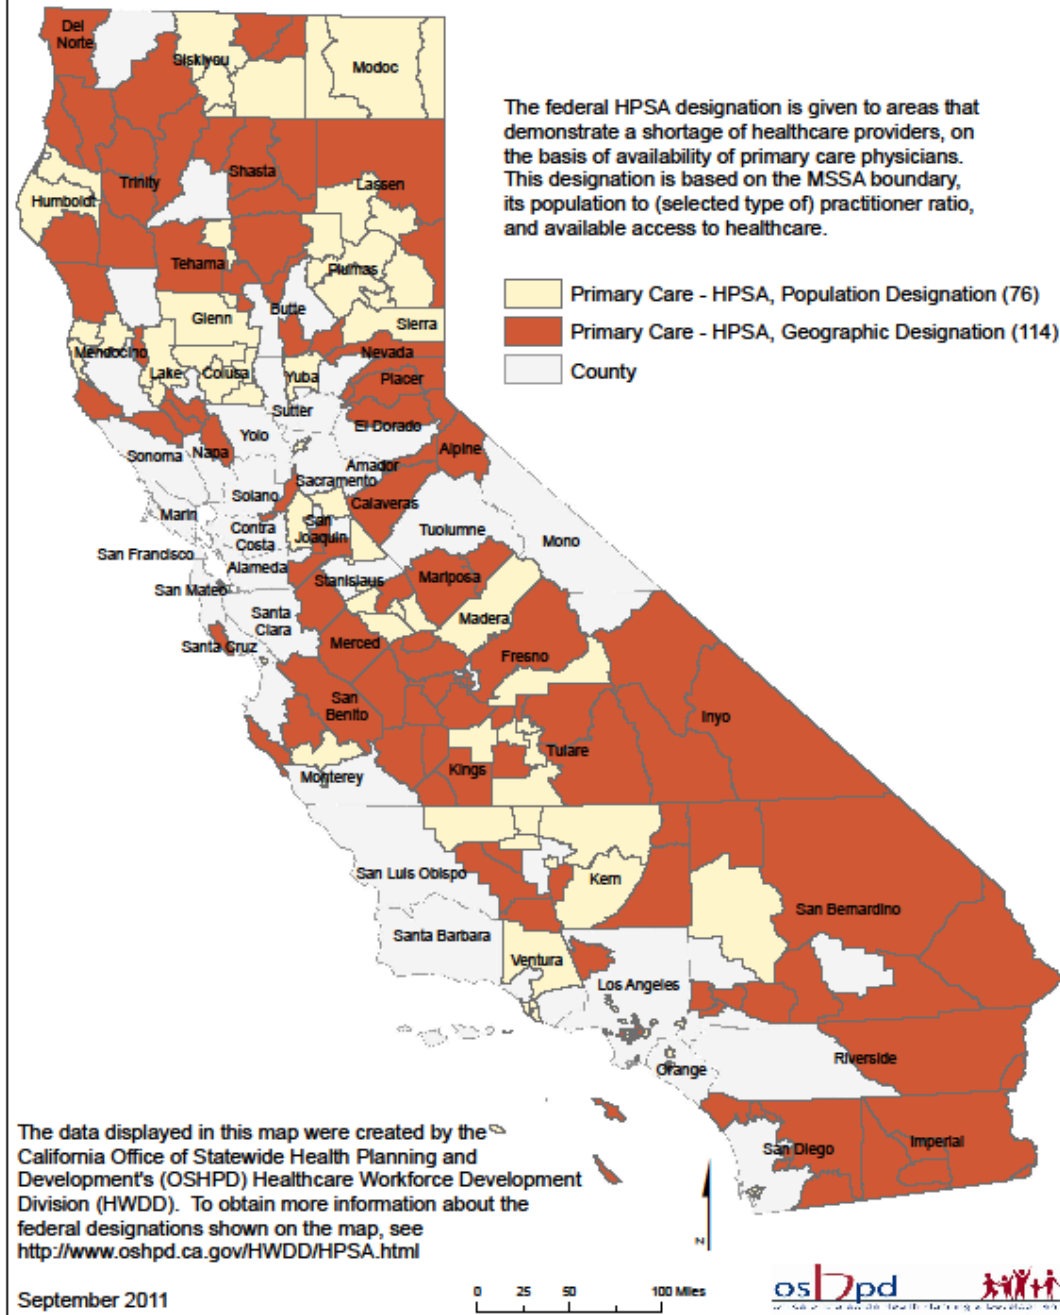 Del
Norte
Siskiyou
Modoc
The federal HPSA designation is given to areas that
demonstrate a shortage of healthcare providers, on
the basis of availability of primary care physicians.
This designation is based on the MSSA boundary,
its population to (selected type of) practitioner ratio,
and available access to healthcare.
Trinity
Shasta
Lassen
Humboldt
Tehama
Plumas
Primary Care - HPSA, Population Designation (76)
Primary Care - HPSA, Geographic Designation (114)
County
Glenn
Butte
Sierra
Mendocino
Nevada
Lake
Colusa
Yuba
Placer
Sutter
El Dorado
Yolo
Sonoma
Napa
Alpine
Amador
Sacramento
Solano
Calaveras
Marin
San
Joaquin
Tuolumne
Mono
Contra
Costa
San Francisco
Alameda
Stanislaus
Mariposa
San Mateo
Santa
Clara
Madera
Santa Cruz
Merced
Fresno
San
Benito
Inyo
Tulare
Kings
Monterey
San Luis Obispo
Kern
San Bernardino
Santa Barbara
Ventura
Los Angeles
Riverside
Orange
San Diego
Imperial
The data displayed in this map were created by the
California Office of Statewide Health Planning and
Development's (OSHPD) Healthcare Workforce Development
Division (HWDD). To obtain more information about the
federal designations shown on the map, see
http://www.oshpd.ca.gov/HWDD/HPSA.html
N
September 2011
0 25 50 100 Miles
oshpd